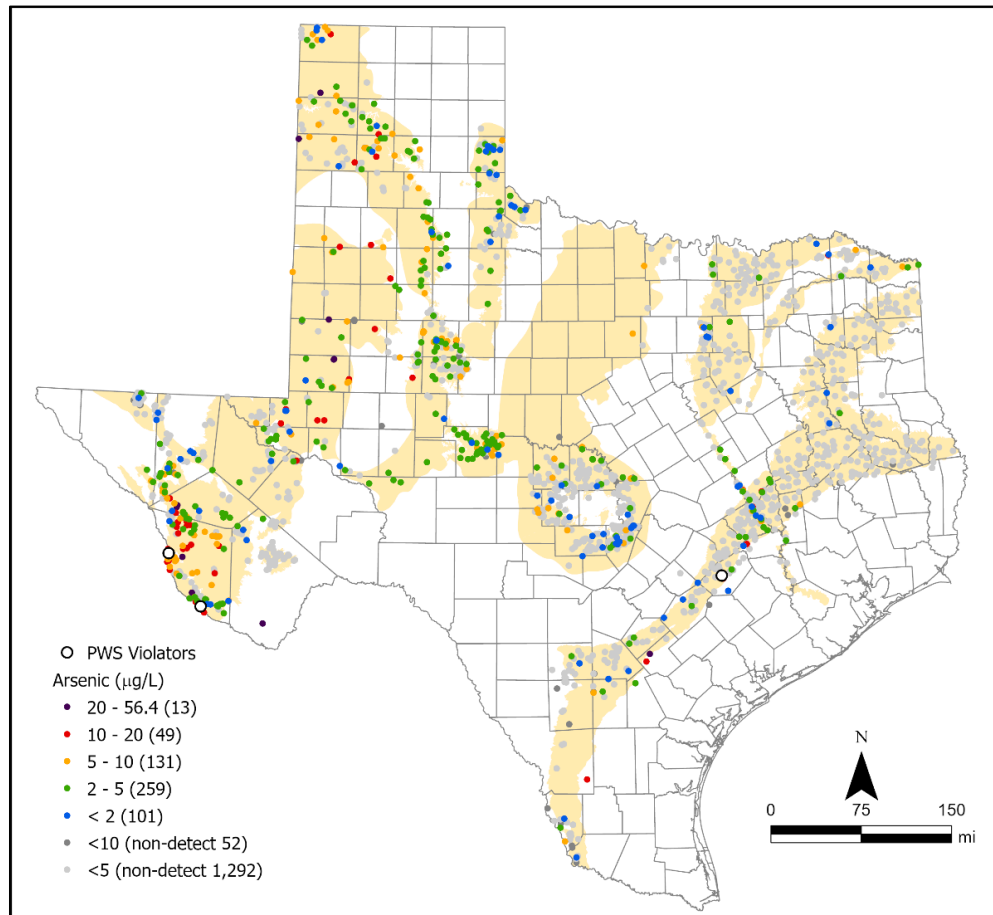 PWS Violators
Arsenic (μg/L)
20 - 56.4 (13)
10 - 20 (49)
5 - 10 (131)
2 - 5 (259)
< 2 (101)
<10 (non-detect 52)
<5 (non-detect 1,292)
N
0 75 150
mi